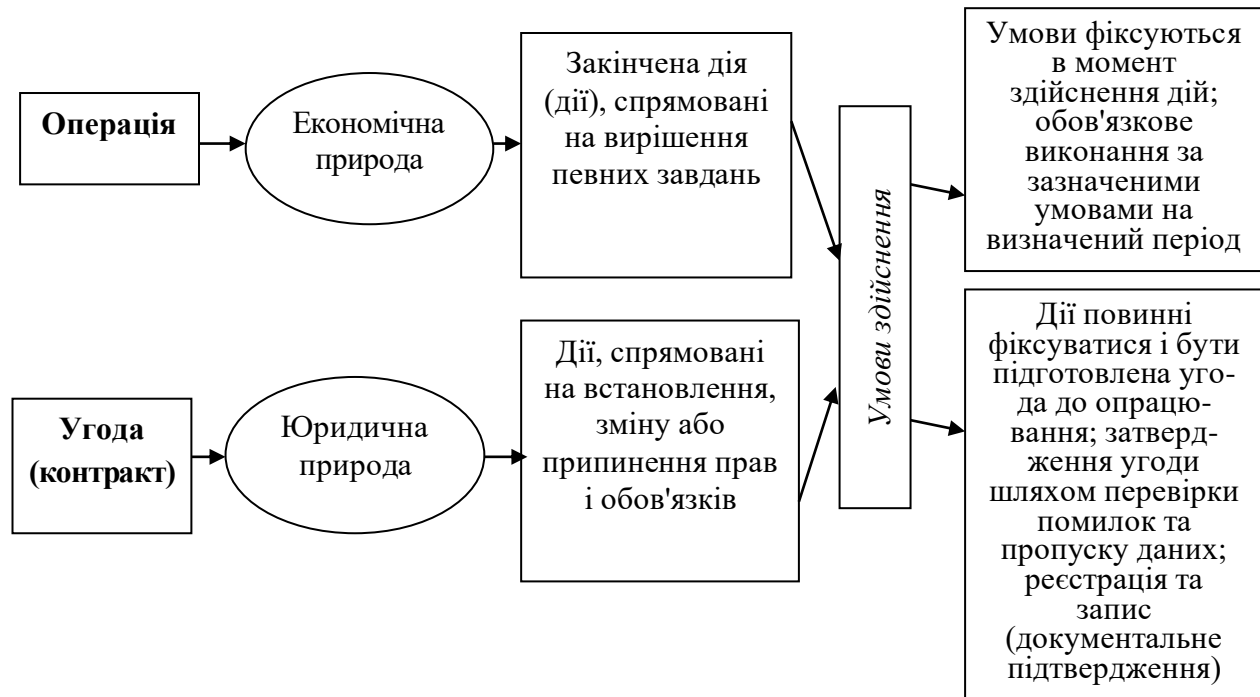 Операція
Економічна
природа
Закінчена дія
(дії), спрямовані
на вирішення
певних завдань
Умови здійснення
Умови фіксуються
в момент
здійснення дій;
обов'язкове
виконання за
зазначеними
умовами на
визначений період
Угода
(контракт)
Юридична
природа
Дії, спрямовані
на встановлення,
зміну або
припинення прав
і обов'язків
Дії повинні
фіксуватися і бути
підготовлена уго-
да до опрацю-
вання; затверд-
ження угоди
шляхом перевірки
помилок та
пропуску даних;
реєстрація та
запис
(документальне
підтвердження)